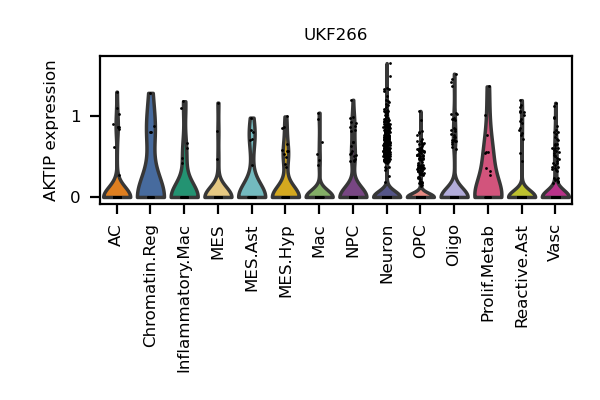 UKF266
AKTIP expression
1
0
AC
Chromatin.Reg
Inflammatory.Mac
MES
MES.Ast
MES.Hyp
Mac
NPC
Neuron
OPC
Oligo
Prolif.Metab
Reactive.Ast
Vasc